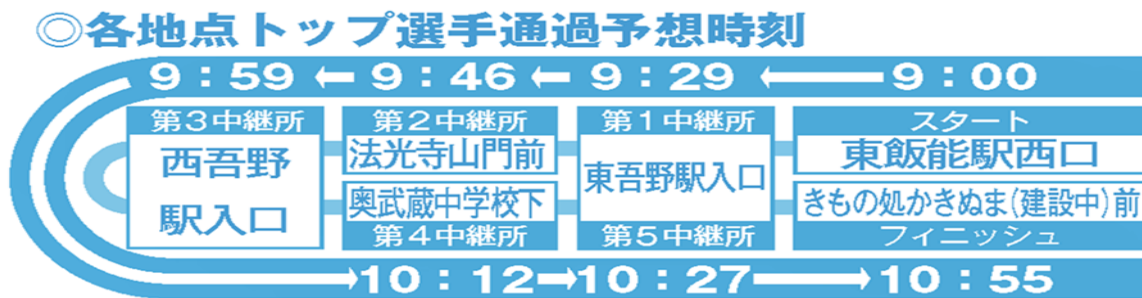 ◎各地点トップ選手通過予想時刻
9:59←9:46←9:29←9:00
第3中継所 第2中継所 第1中継所 スタート
西吾野駅入口
法光寺山門前
東吾野駅入口
東飯能駅西口
奥武蔵中学校下
きもの処かきぬま(建設中)前
第4中継所 第5中継所 フィニッシュ
→10:12→10:27→10:55